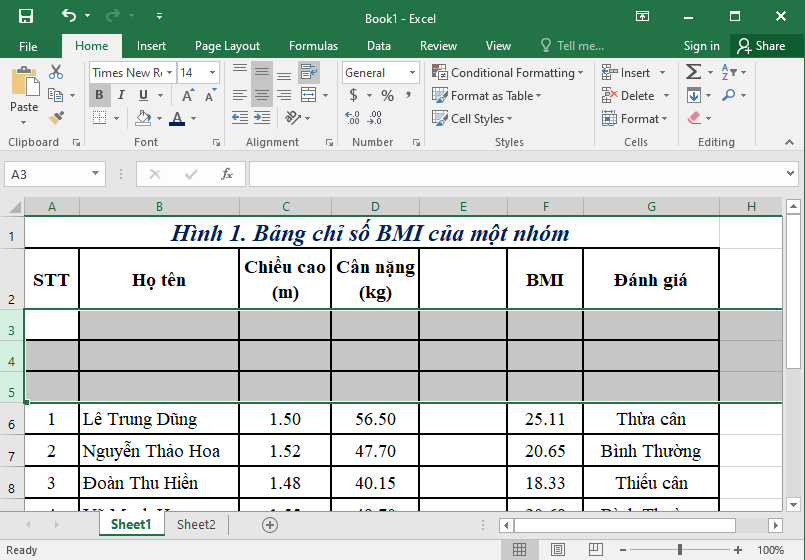 Book1 - Excel
File Home Insert Page Layout Formulas Data Review View Tell me... Sign in Share
Times New R 14 General Conditional Formatting Insert
Paste B I U $ % , Format as Table Delete
A Cell Styles Format
Clipboard Font Alignment Number Styles Cells Editing
A3 fx
A B C D E F G H
1 Hình 1. Bảng chỉ số BMI của một nhóm
2 STT Họ tên Chiều cao (m) Cân nặng (kg) BMI Đánh giá
3
4
5
6 1 Lê Trung Dũng 1.50 56.50 25.11 Thừa cân
7 2 Nguyễn Thảo Hoa 1.52 47.70 20.65 Bình Thường
8 3 Đoàn Thu Hiền 1.48 40.15 18.33 Thiếu cân
Sheet1 Sheet2
Ready 100%